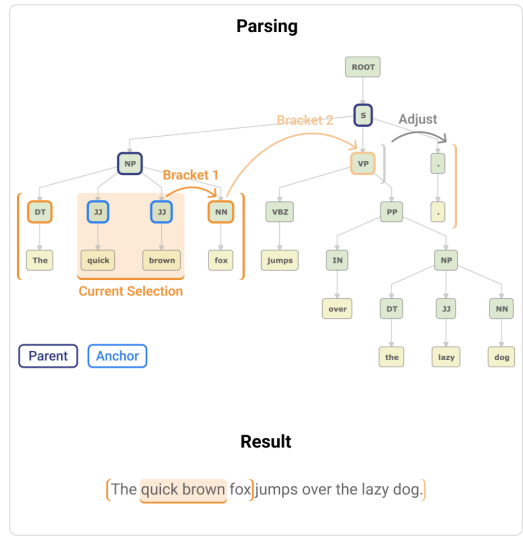 Parsing
ROOT
S
Bracket 2
Adjust
NP
VP
.
Bracket 1
DT
JJ
JJ
NN
VBZ
PP
.
The
quick
brown
fox
jumps
IN
NP
Current Selection
over
DT
JJ
NN
Parent
Anchor
the
lazy
dog
Result
The quick brown fox jumps over the lazy dog.